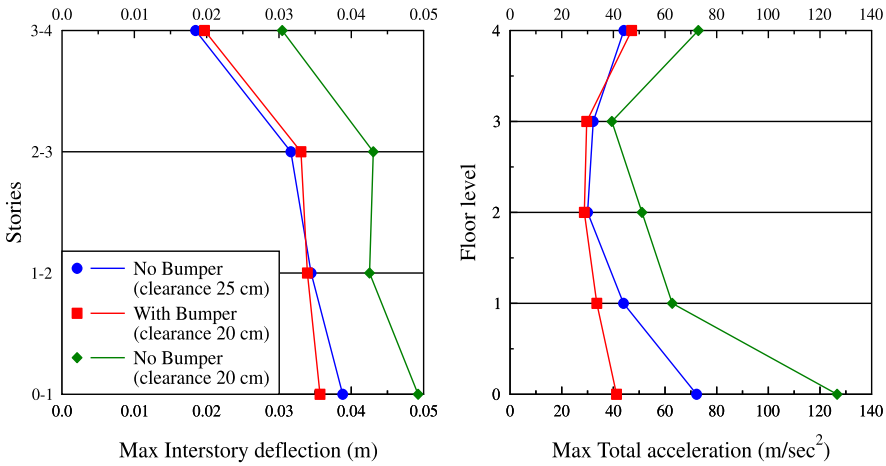 0.0 0.01 0.02 0.03 0.04 0.05
3-4
2-3
1-2
0-1
Stories
No Bumper
(clearance 25 cm)
With Bumper
(clearance 20 cm)
No Bumper
(clearance 20 cm)
0.0 0.01 0.02 0.03 0.04 0.05
Max Interstory deflection (m)
0 20 40 60 80 100 120 140
4
3
2
1
0
Floor level
0 20 40 60 80 100 120 140
Max Total acceleration (m/sec²)